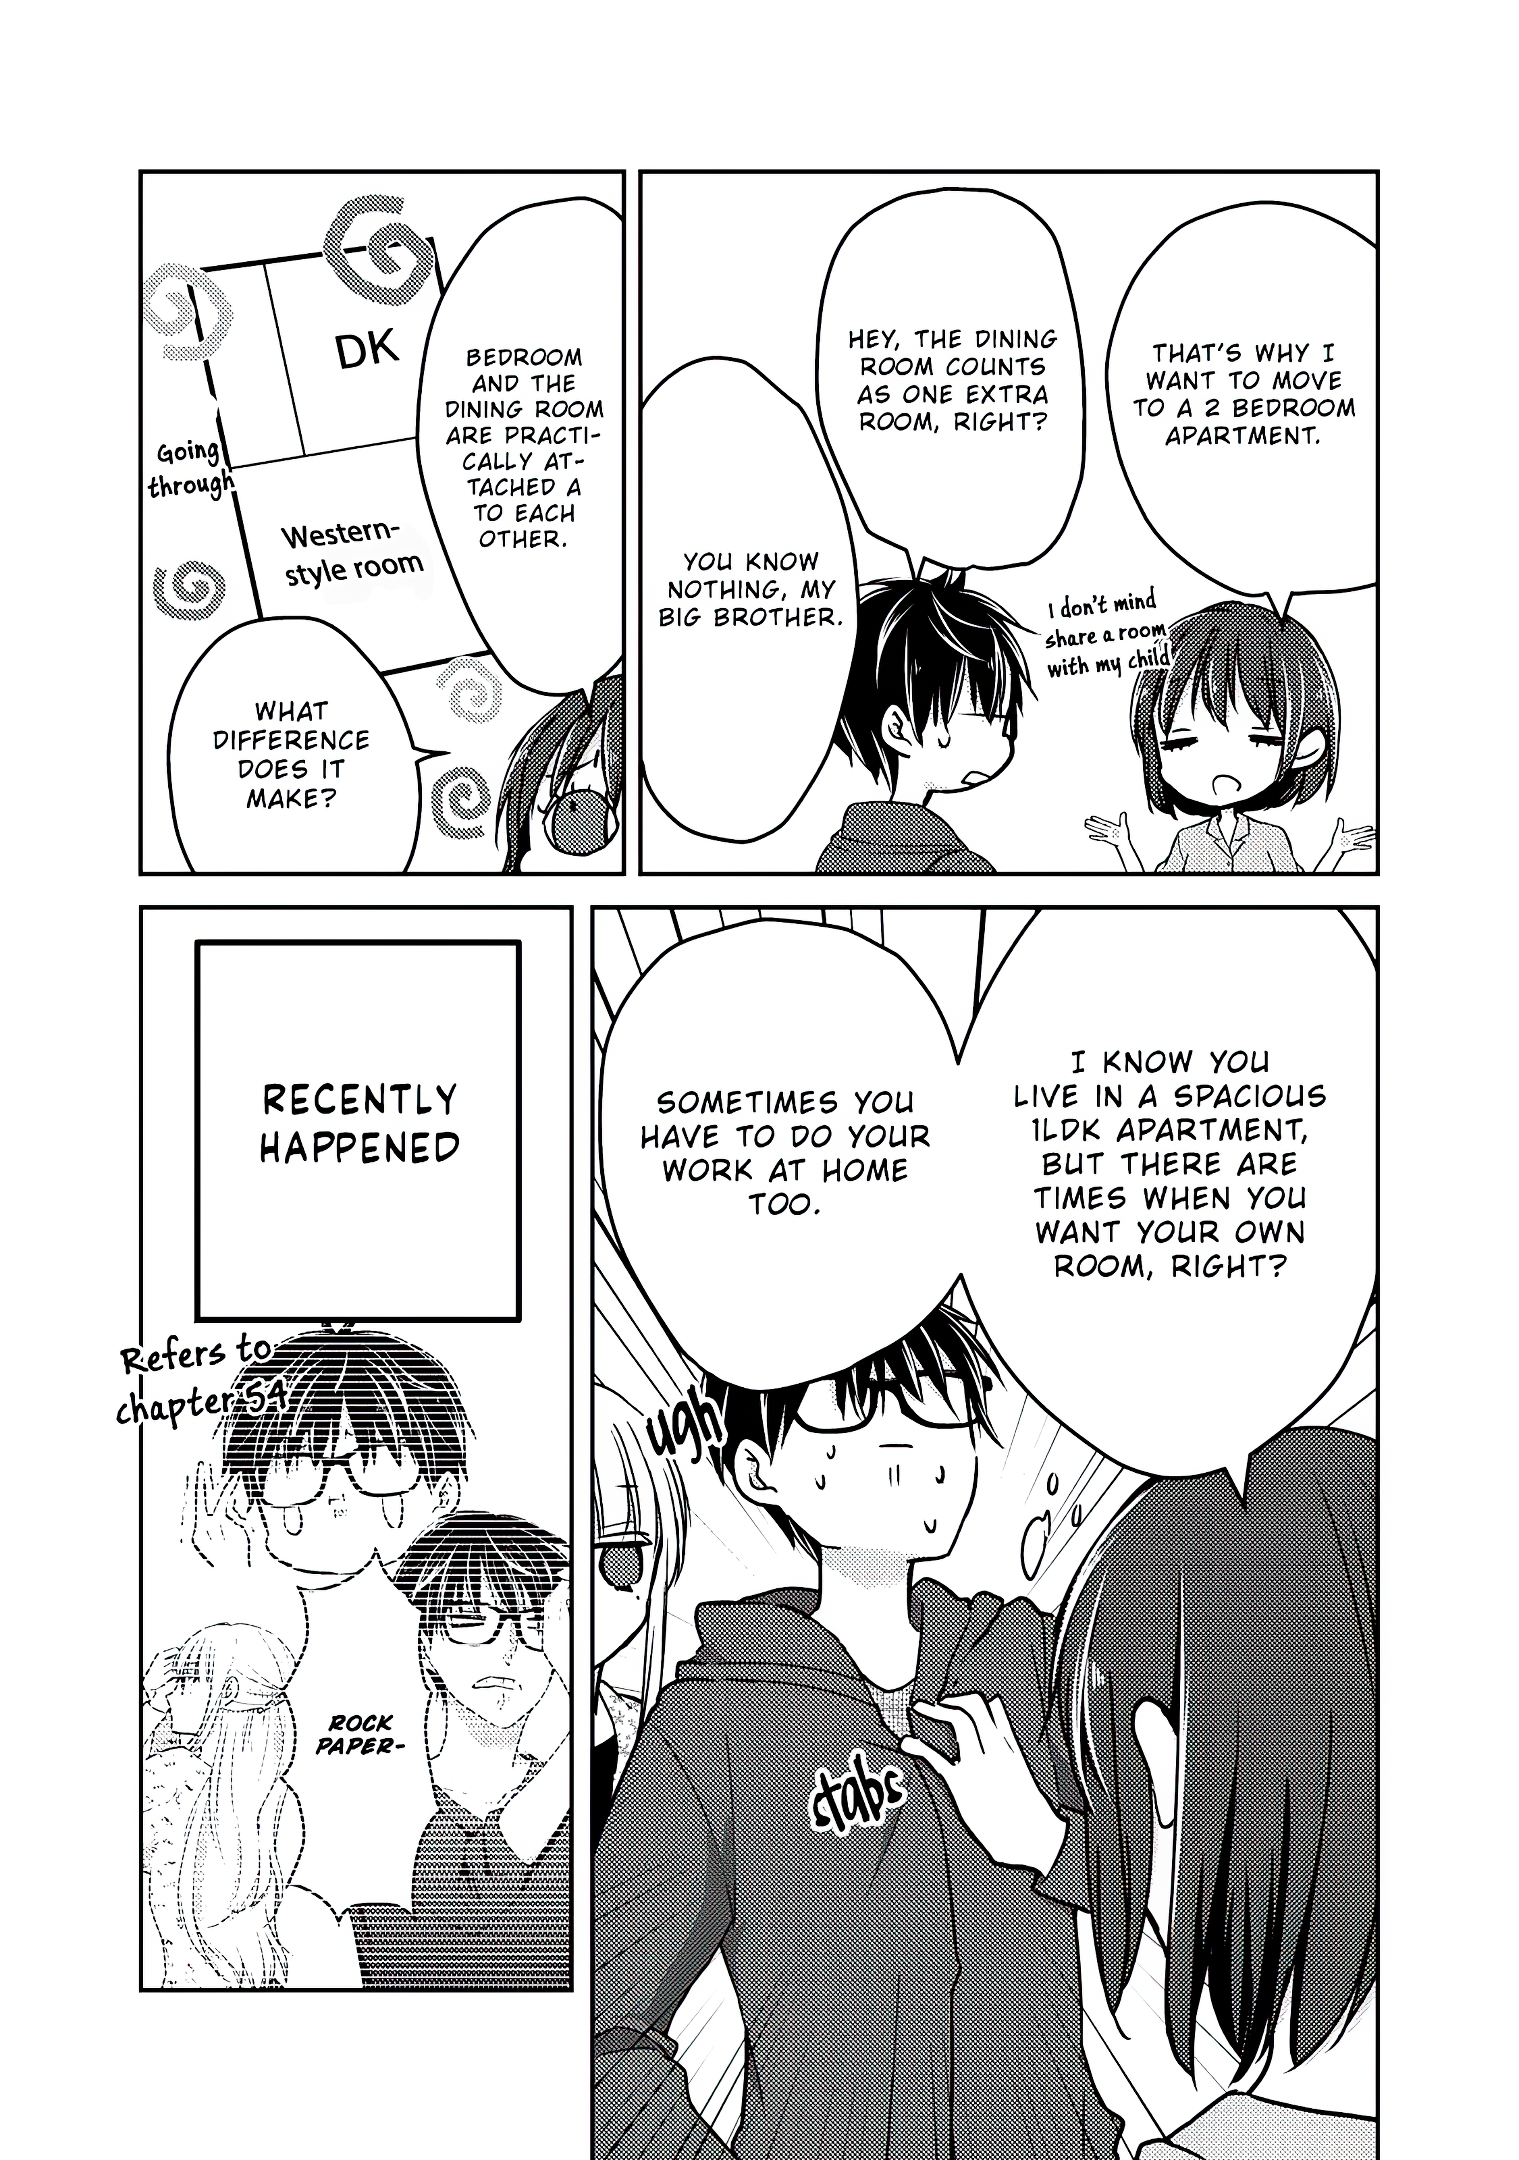 THAT'S WHY I
WANT TO MOVE
TO A 2 BEDROOM
APARTMENT.
I don't mind
share a room
with my child
HEY, THE DINING
ROOM COUNTS
AS ONE EXTRA
ROOM, RIGHT?
YOU KNOW
NOTHING, MY
BIG BROTHER.
BEDROOM
AND THE
DINING ROOM
ARE PRACTI-
CALLY AT-
TACHED A
TO EACH
OTHER.
DK
Going
through
Western-
style room
WHAT
DIFFERENCE
DOES IT
MAKE?
I KNOW YOU
LIVE IN A SPACIOUS
1LDK APARTMENT,
BUT THERE ARE
TIMES WHEN YOU
WANT YOUR OWN
ROOM, RIGHT?
SOMETIMES YOU
HAVE TO DO YOUR
WORK AT HOME
TOO.
ugh
stabs
RECENTLY
HAPPENED
Refers to
chapter 54
ROCK
PAPER-